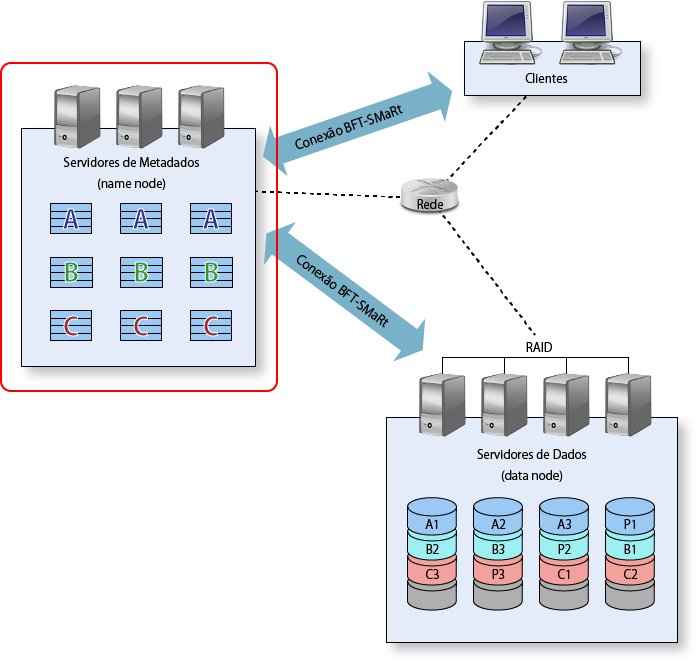 Clientes
Conexão BFT-SMaRt
Servidores de Metadados
(name node)
Rede
A A A
B B B
C C C
Conexão BFT-SMaRt
RAID
Servidores de Dados
(data node)
A1 A2 A3 P1
B2 B3 P2 B1
C3 P3 C1 C2